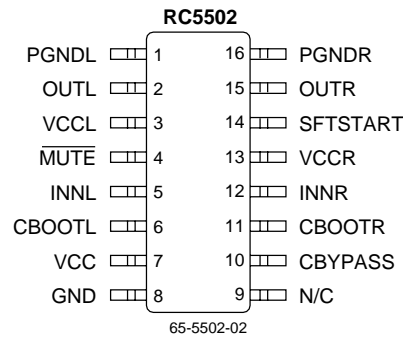 RC5502
PGNDL 1 16 PGNDR
OUTL 2 15 OUTR
VCCL 3 14 SFTSTART
MUTE 4 13 VCCR
INNL 5 12 INNR
CBOOTL 6 11 CBOOTR
VCC 7 10 CBYPASS
GND 8 9 N/C
65-5502-02